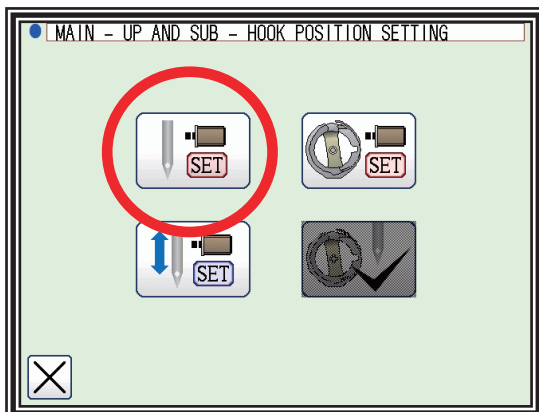 MAIN – UP AND SUB – HOOK POSITION SETTING
SET
SET
SET